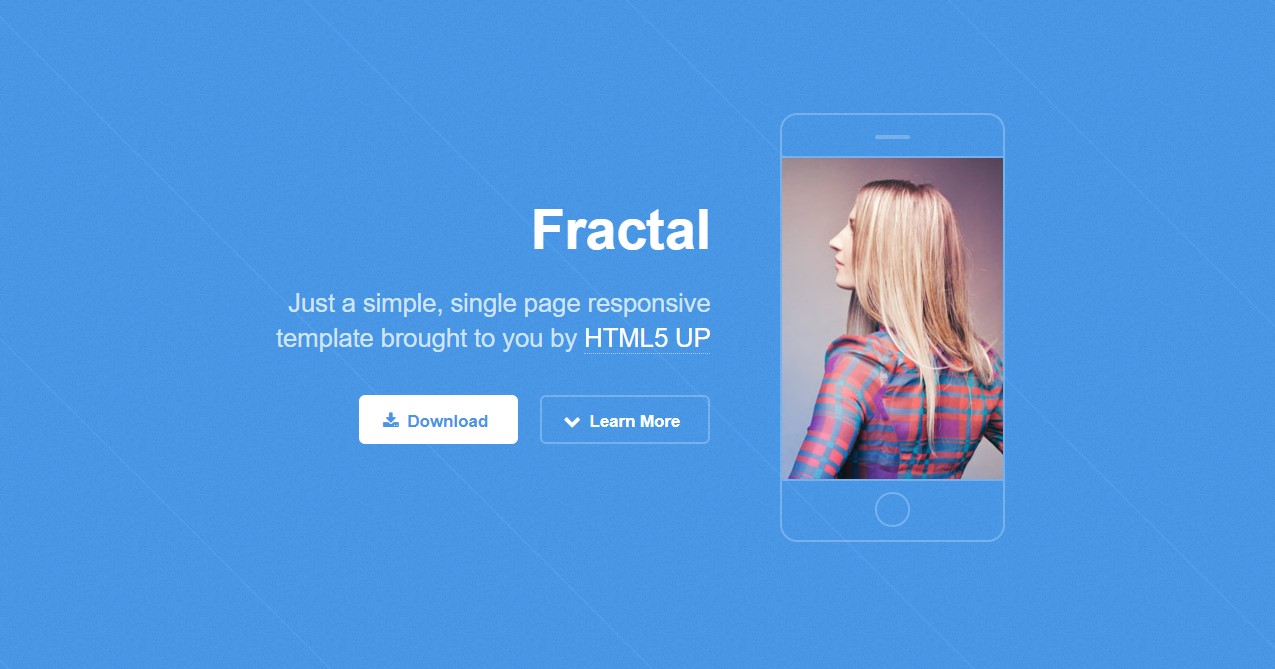 Fractal
Just a simple, single page responsive
template brought to you by HTML5 UP
Download
Learn More